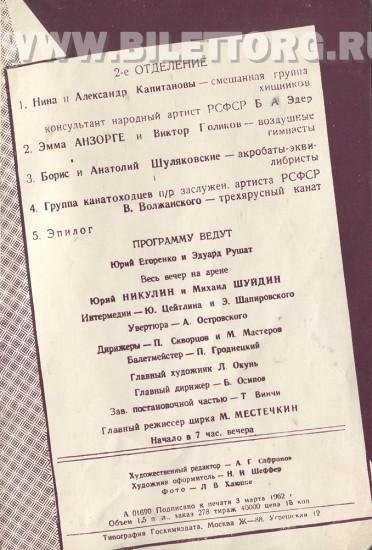 WWW.BILETTORG.RU
2-е ОТДЕЛЕНИЕ
1. Нина и Александр Капитановы — смешанная группа
хищников
консультант народный артист РСФСР Б А Эдер
2. Эмма АНЗОРГЕ и Виктор Голиков — воздушные
гимнасты
3. Борис и Анатолий Шуляковские — акробаты-экви-
либристы
4. Группа канатоходцев п/р заслужен. артиста РСФСР
В. Волжанского — трехярусный канат
5. Эпилог
ПРОГРАММУ ВЕДУТ
Юрий Егоренко и Эдуард Рушат
Весь вечер на арене
Юрий НИКУЛИН и Михаил ШУЙДИН
Интермедии — Ю. Цейтлина и Э. Шапировского
Увертюра — А. Островского
Дирижеры — П. Скворцов и М. Мастеров
Балетмейстер — П. Гроднецкий
Главный художник Л. Окунь
Главный дирижер — Б. Осипов
Зав. постановочной частью — Т Винчи
Главный режиссер цирка М. МЕСТЕЧКИН
Начало в 7 час. вечера
Художественный редактор — А Г Сафронов
Художник оформитель — Н. И Шеффер
Фото — Л В
А 01690 Подписано к печати 3 марта 1962 г
Объем 1,5 п л. заказ 278 тираж 40000 цена 15 коп
Типография Госхимиздата, Москва Ж—88, Угрешская 12